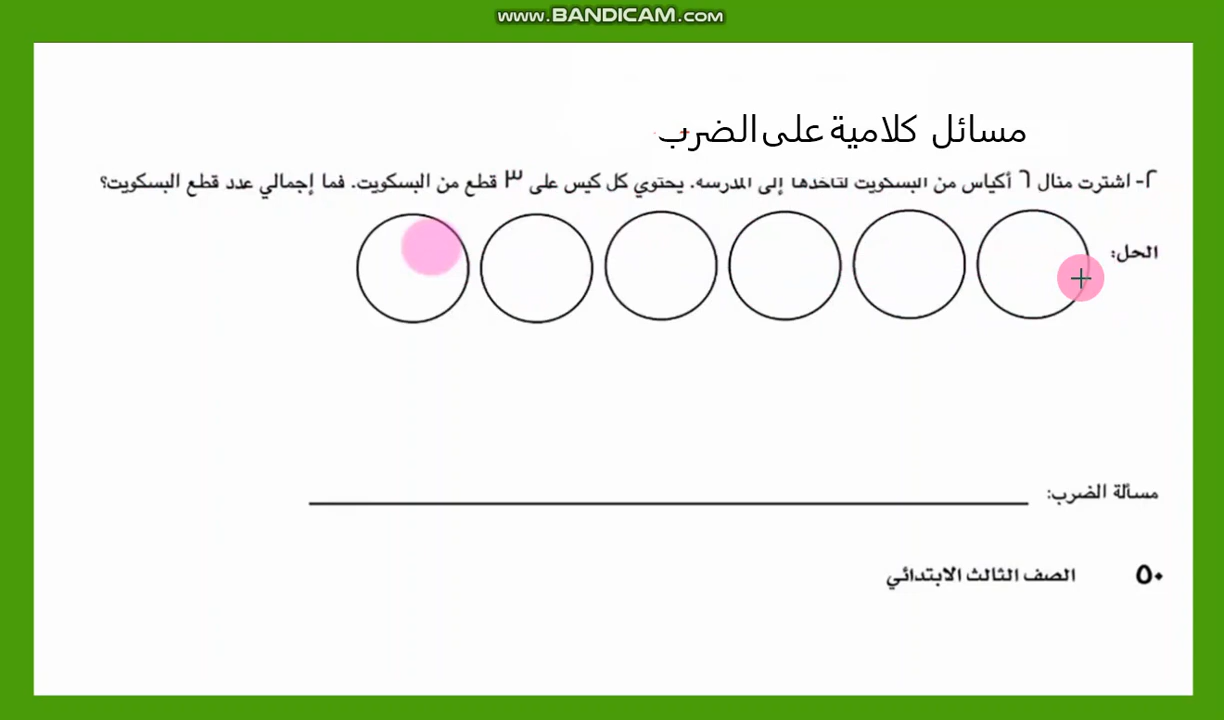 www.BANDICAM.com
مسائل كلامية على الضرب
٢- اشترت منال ٦ أكياس من البسكويت لتأخذها إلى المدرسة. يحتوي كل كيس على ٣ قطع من البسكويت. فما إجمالي عدد قطع البسكويت؟
الحل:
مسألة الضرب:
٥٠ الصف الثالث الابتدائي